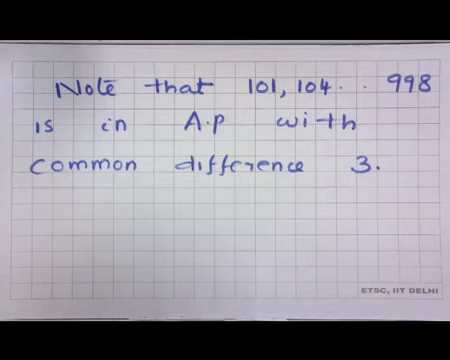 Note that 101, 104 . . 998
is in A.P with
common difference 3.
ETSC, IIT DELHI